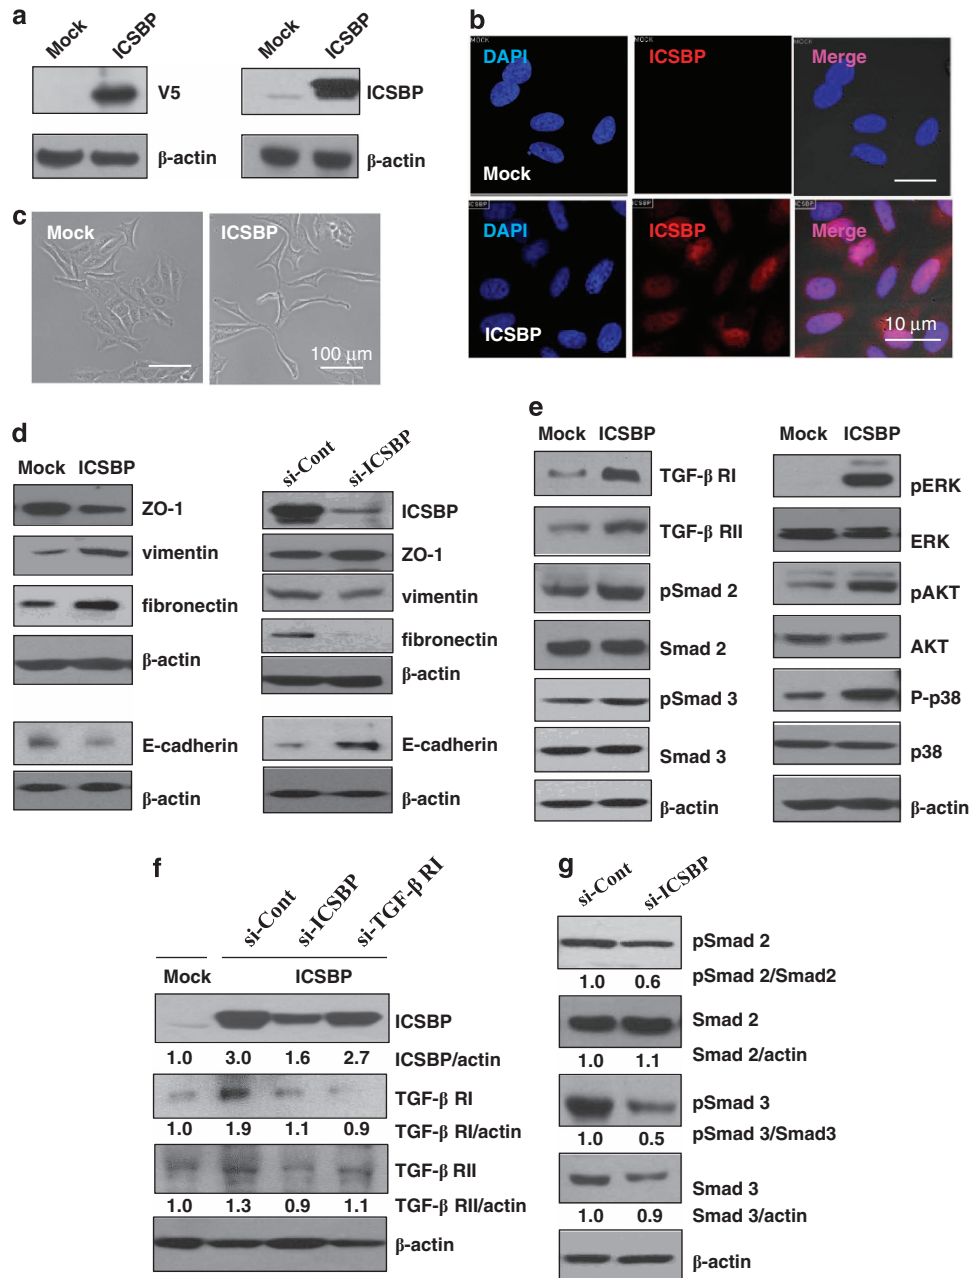 a
Mock ICSBP
V5
β-actin
Mock ICSBP
ICSBP
β-actin
b
MOCK
DAPI
Mock
MOCK
ICSBP
MOCK
Merge
ICSBP
DAPI
ICSBP
ICSBP
ICSBP
ICSBP
Merge
10 μm
c
Mock
ICSBP
100 μm
d
Mock ICSBP
ZO-1
vimentin
fibronectin
β-actin
E-cadherin
β-actin
si-Cont si-ICSBP
ICSBP
ZO-1
vimentin
fibronectin
β-actin
E-cadherin
β-actin
e
Mock ICSBP
TGF-β RI
TGF-β RII
pSmad 2
Smad 2
pSmad 3
Smad 3
β-actin
Mock ICSBP
pERK
ERK
pAKT
AKT
P-p38
p38
β-actin
f
si-Cont si-ICSBP si-TGF-β RI
Mock ICSBP
ICSBP
1.0 3.0 1.6 2.7 ICSBP/actin
TGF-β RI
1.0 1.9 1.1 0.9 TGF-β RI/actin
TGF-β RII
1.0 1.3 0.9 1.1 TGF-β RII/actin
β-actin
g
si-Cont si-ICSBP
pSmad 2
1.0 0.6 pSmad 2/Smad2
Smad 2
1.0 1.1 Smad 2/actin
pSmad 3
1.0 0.5 pSmad 3/Smad3
Smad 3
1.0 0.9 Smad 3/actin
β-actin